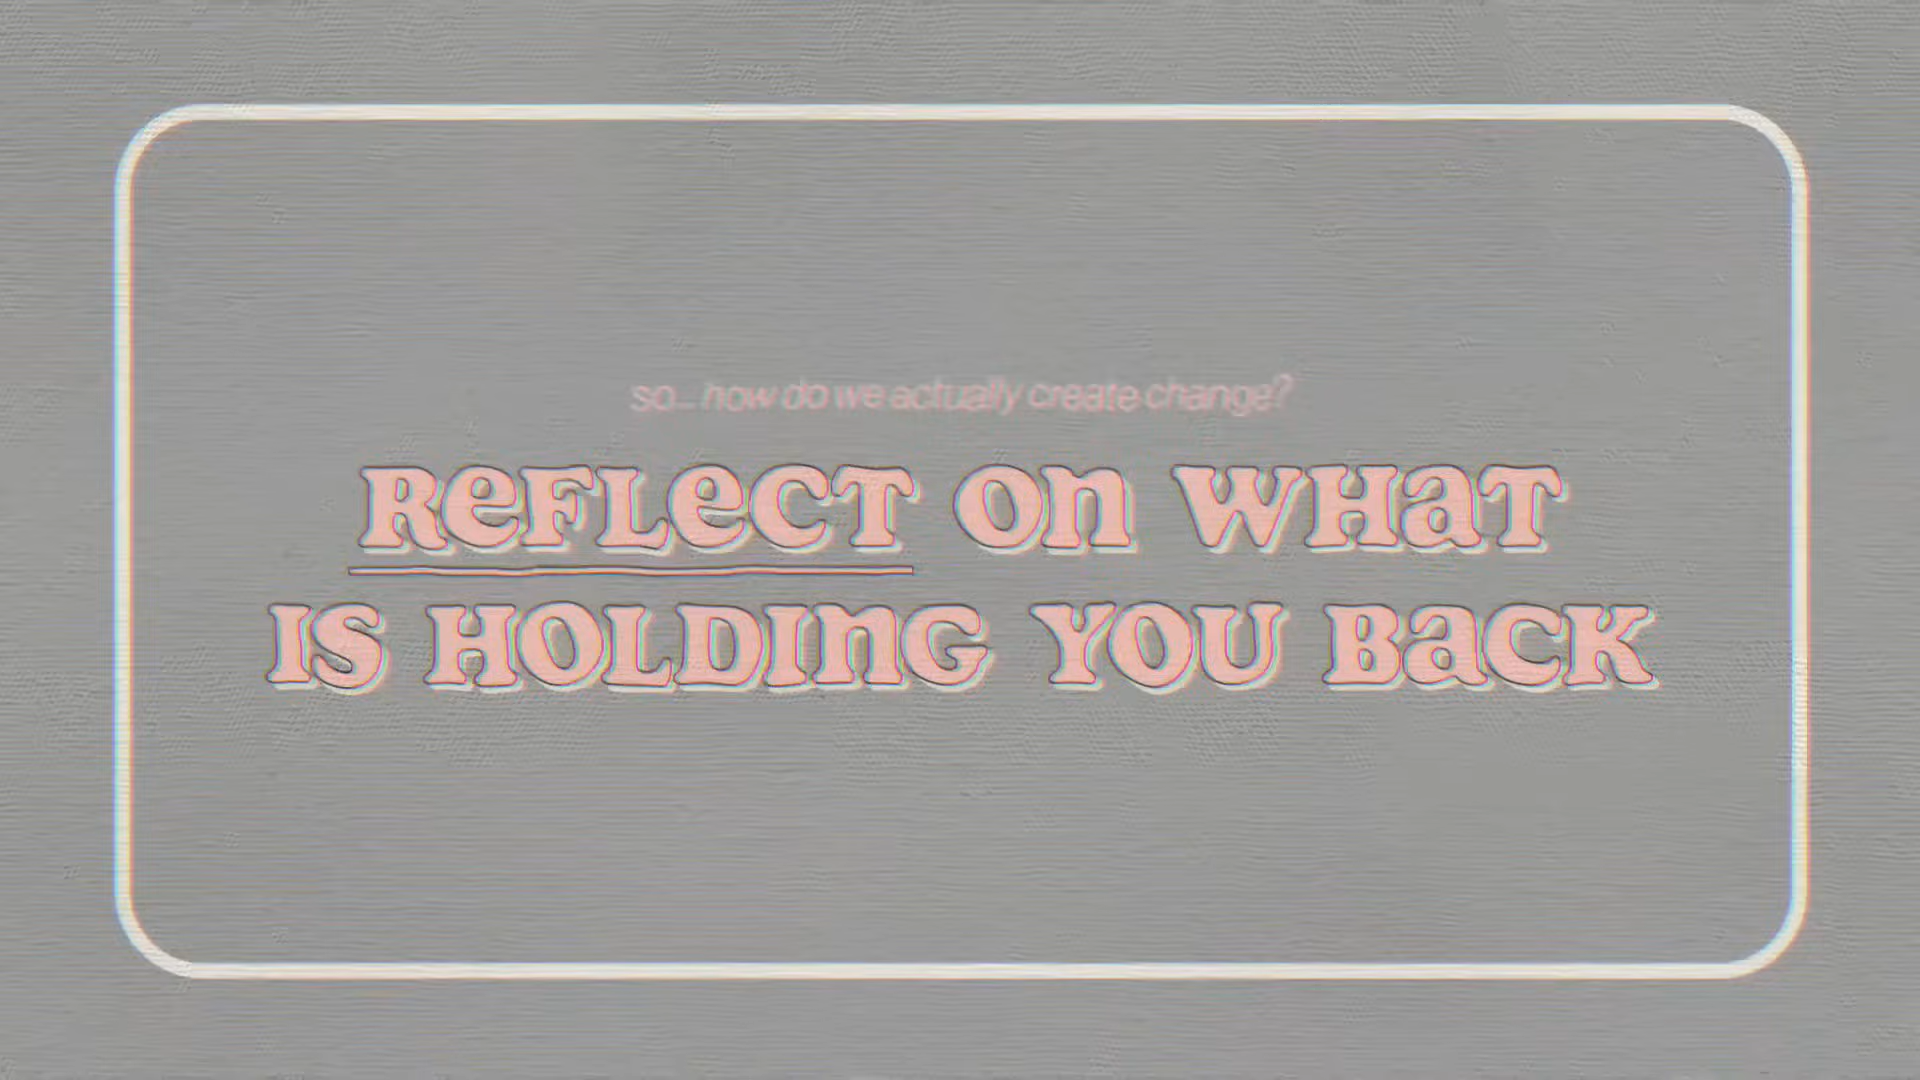 so... how do we actually create change?
ReFLeCT On WHaT
IS HOLDInG YOU BaCK